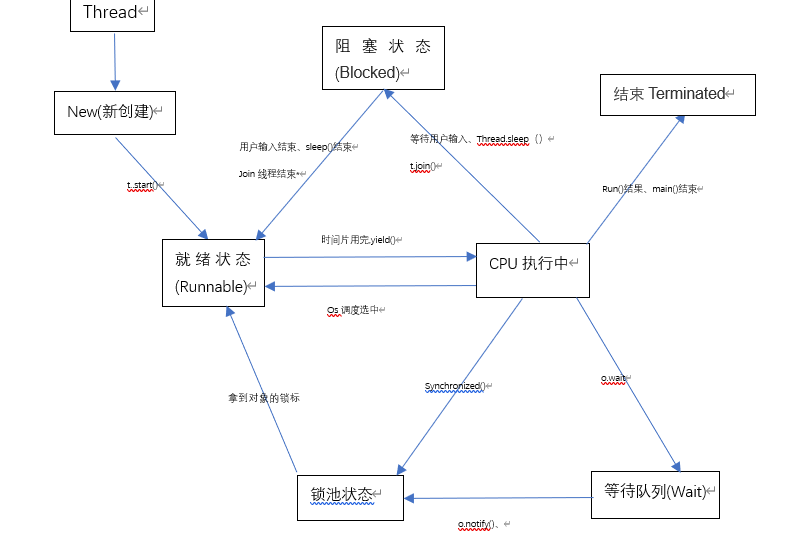 Thread
阻塞状态
(Blocked)
结束 Terminated
New(新创建)
用户输入结束、sleep()结束
Join 线程结束
等待用户输入、Thread.sleep（）
t.join()
t..start()
Run()结果、main()结束
就绪状态
(Runnable)
时间片用完,yield()
CPU 执行中
Os 调度选中
Synchronized()
o.wait
拿到对象的锁标
锁池状态
等待队列(Wait)
o.notify()、